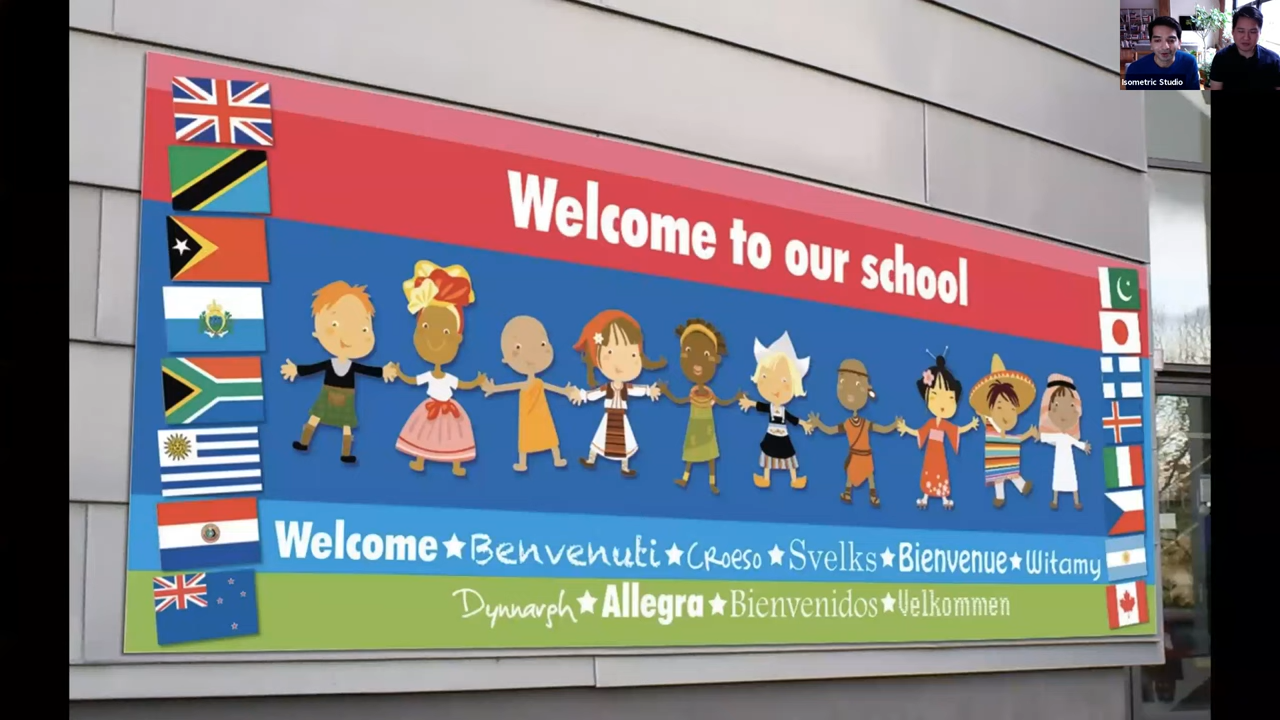 Isometric Studio
Welcome to our school
Welcome ★ Benvenuti ★ Croeso ★ Svelks ★ Bienvenue ★ Witamy
Dynnargh ★ Allegra ★ Bienvenidos ★ Velkommen